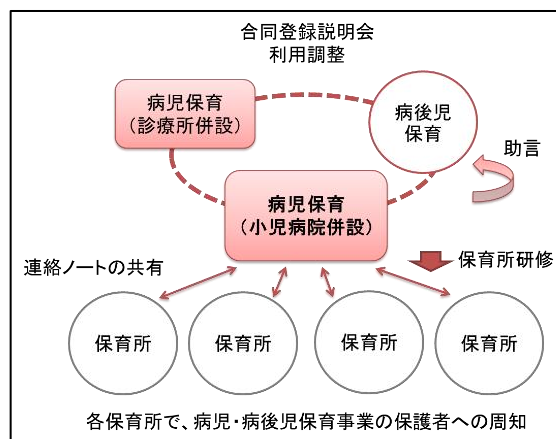 合同登録説明会
利用調整
病児保育
（診療所併設）
病後児
保育
助言
病児保育
（小児病院併設）
連絡ノートの共有
保育所研修
保育所
保育所
保育所
保育所
各保育所で、病児・病後児保育事業の保護者への周知